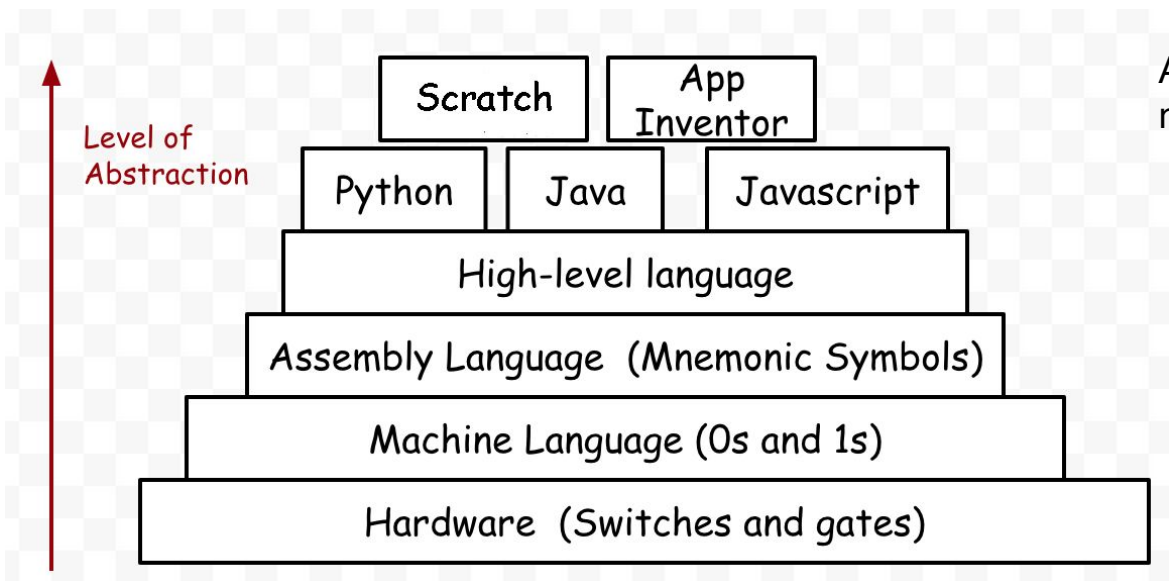 Scratch
App
Inventor
Level of
Abstraction
Python
Java
Javascript
High-level language
Assembly Language (Mnemonic Symbols)
Machine Language (0s and 1s)
Hardware (Switches and gates)